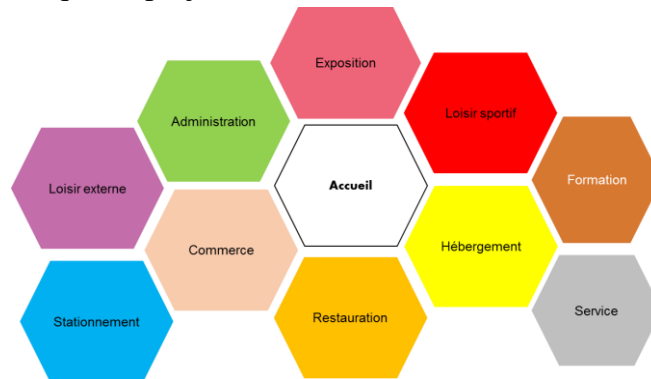 Exposition
Administration
Loisir sportif
Loisir externe
Accueil
Formation
Commerce
Hébergement
Stationnement
Restauration
Service